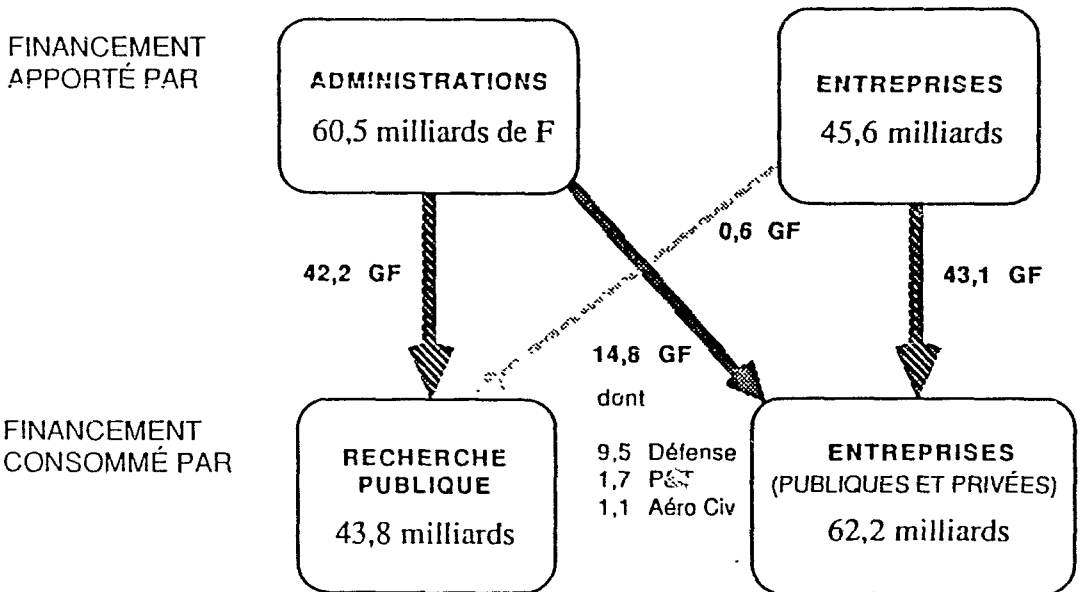 FINANCEMENT
APPORTÉ PAR
ADMINISTRATIONS
60,5 milliards de F
ENTREPRISES
45,6 milliards
42,2 GF
0,6 GF
43,1 GF
14,8 GF
dont
9,5 Défense
1,7 P&T
1,1 Aéro Civ
FINANCEMENT
CONSOMMÉ PAR
RECHERCHE
PUBLIQUE
43,8 milliards
ENTREPRISES
(PUBLIQUES ET PRIVÉES)
62,2 milliards